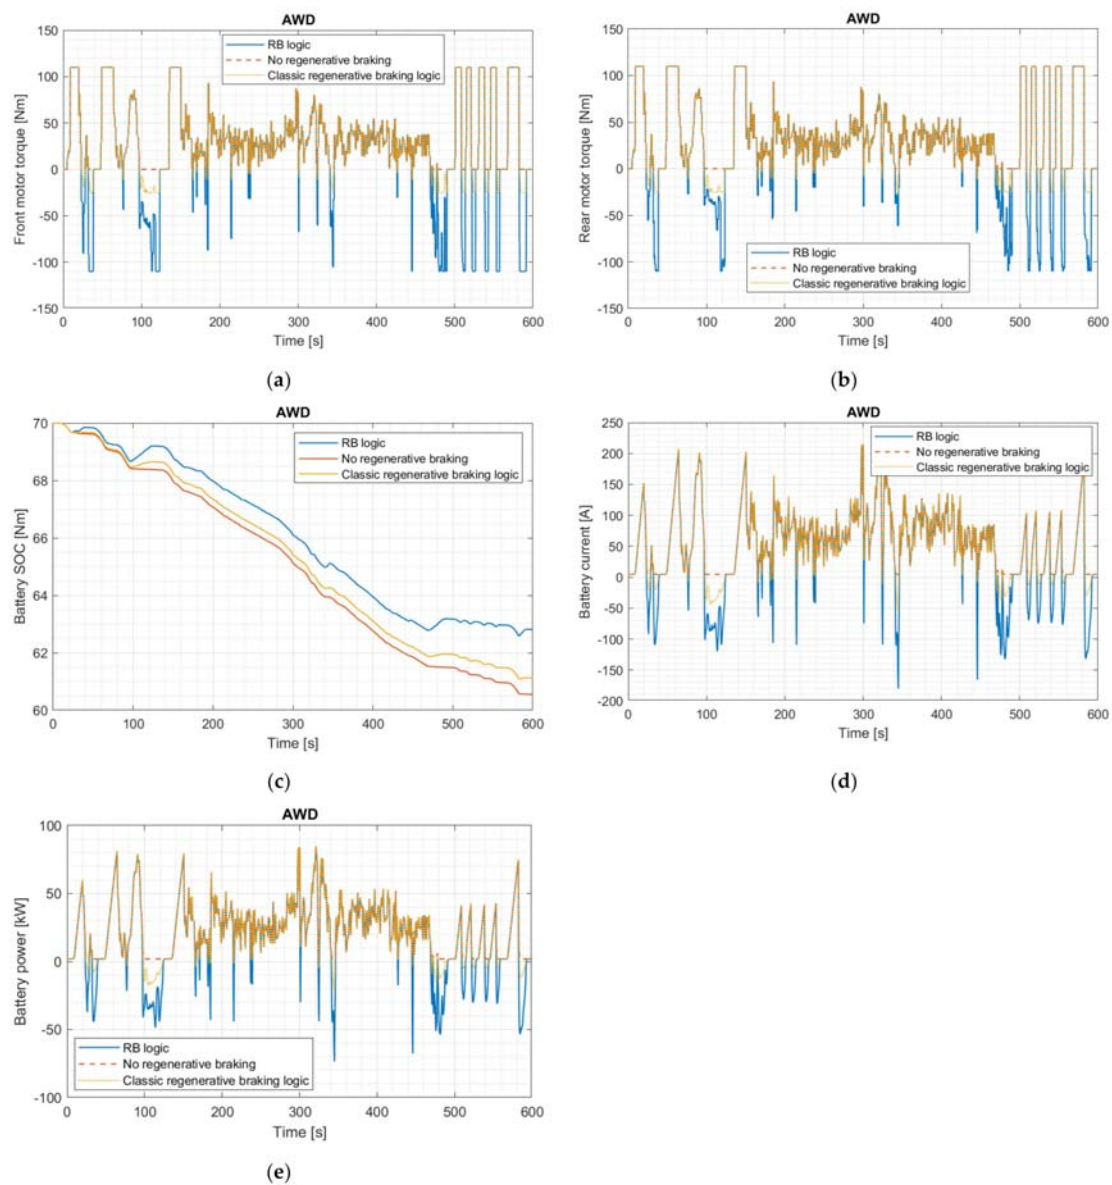 AWD
150
100
50
0
-50
-100
-150
Front motor torque [Nm]
RB logic
No regenerative braking
Classic regenerative braking logic
0 100 200 300 400 500 600
Time [s]
(a)
AWD
150
100
50
0
-50
-100
-150
Rear motor torque [Nm]
RB logic
No regenerative braking
Classic regenerative braking logic
0 100 200 300 400 500 600
Time [s]
(b)
AWD
70
68
66
64
62
60
Battery SOC [Nm]
RB logic
No regenerative braking
Classic regenerative braking logic
0 100 200 300 400 500 600
Time [s]
(c)
AWD
250
200
150
100
50
0
-50
-100
-150
-200
Battery current [A]
RB logic
No regenerative braking
Classic regenerative braking logic
0 100 200 300 400 500 600
Time [s]
(d)
AWD
100
50
0
-50
-100
Battery power [kW]
RB logic
No regenerative braking
Classic regenerative braking logic
0 100 200 300 400 500 600
Time [s]
(e)